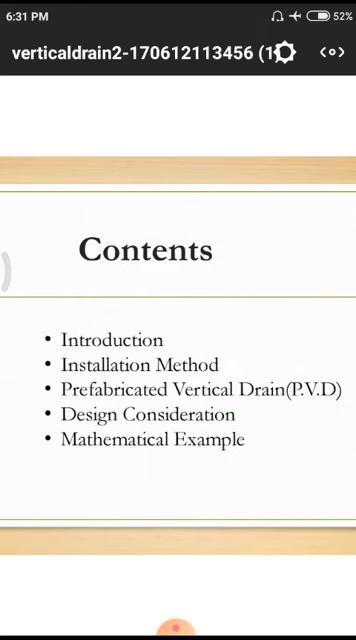 6:31 PM
52%
verticaldrain2-170612113456 (1
Contents
• Introduction
• Installation Method
• Prefabricated Vertical Drain(P.V.D)
• Design Consideration
• Mathematical Example